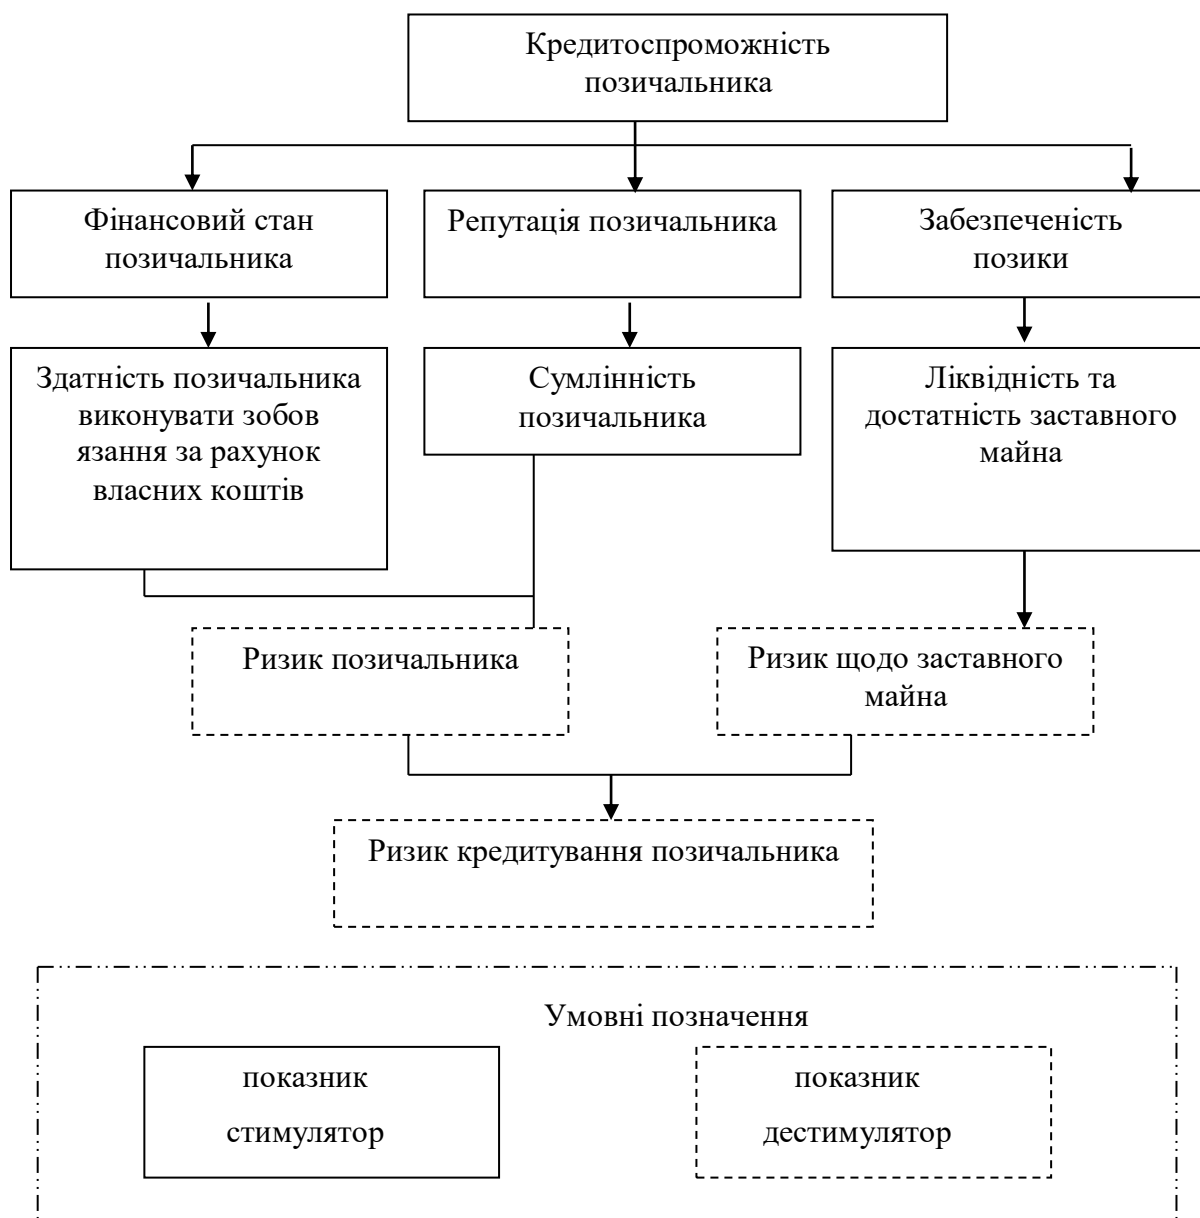 Кредитоспроможність
позичальника
Фінансовий стан
позичальника
Репутація позичальника
Забезпеченість
позики
Здатність позичальника
виконувати зобов
язання за рахунок
власних коштів
Сумлінність
позичальника
Ліквідність та
достатність заставного
майна
Ризик позичальника
Ризик щодо заставного
майна
Ризик кредитування позичальника
Умовні позначення
показник
стимулятор
показник
дестимулятор